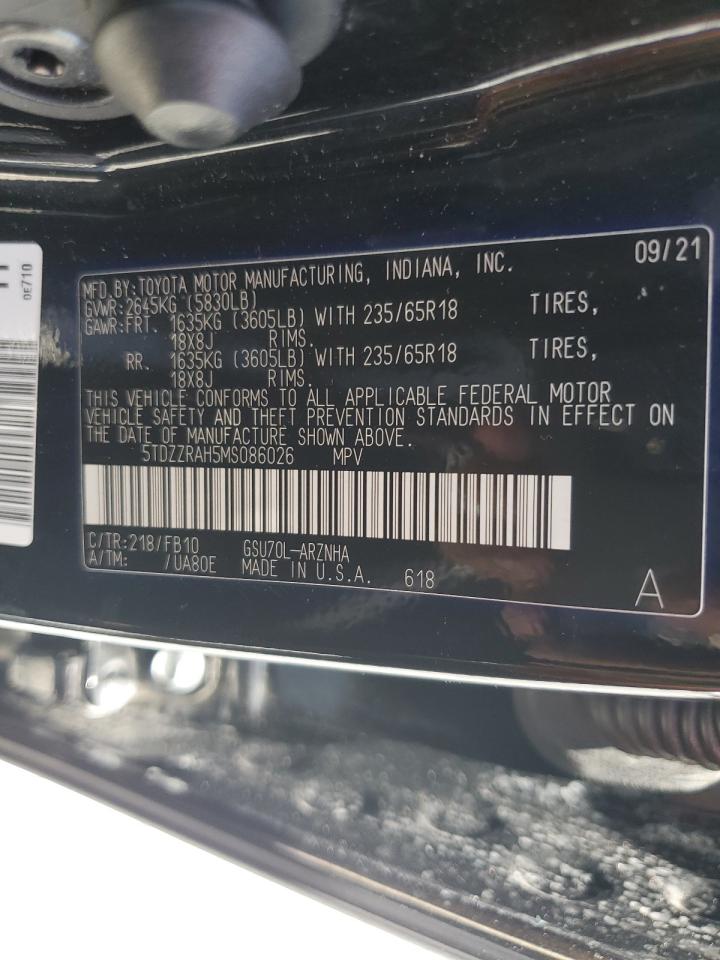 0E710
09/21
MFD.BY:TOYOTA MOTOR MANUFACTURING, INDIANA, INC.
GVWR:2645KG (5830LB)
GAWR:FRT. 1635KG (3605LB) WITH 235/65R18 TIRES,
18X8J RIMS.
RR. 1635KG (3605LB) WITH 235/65R18 TIRES,
18X8J RIMS.
THIS VEHICLE CONFORMS TO ALL APPLICABLE FEDERAL MOTOR
VEHICLE SAFETY AND THEFT PREVENTION STANDARDS IN EFFECT ON
THE DATE OF MANUFACTURE SHOWN ABOVE.
5TDZZRAH5MS086026 MPV
C/TR:218/FB10 GSU70L-ARZNHA
A/TM: /UA80E MADE IN U.S.A. 618
A